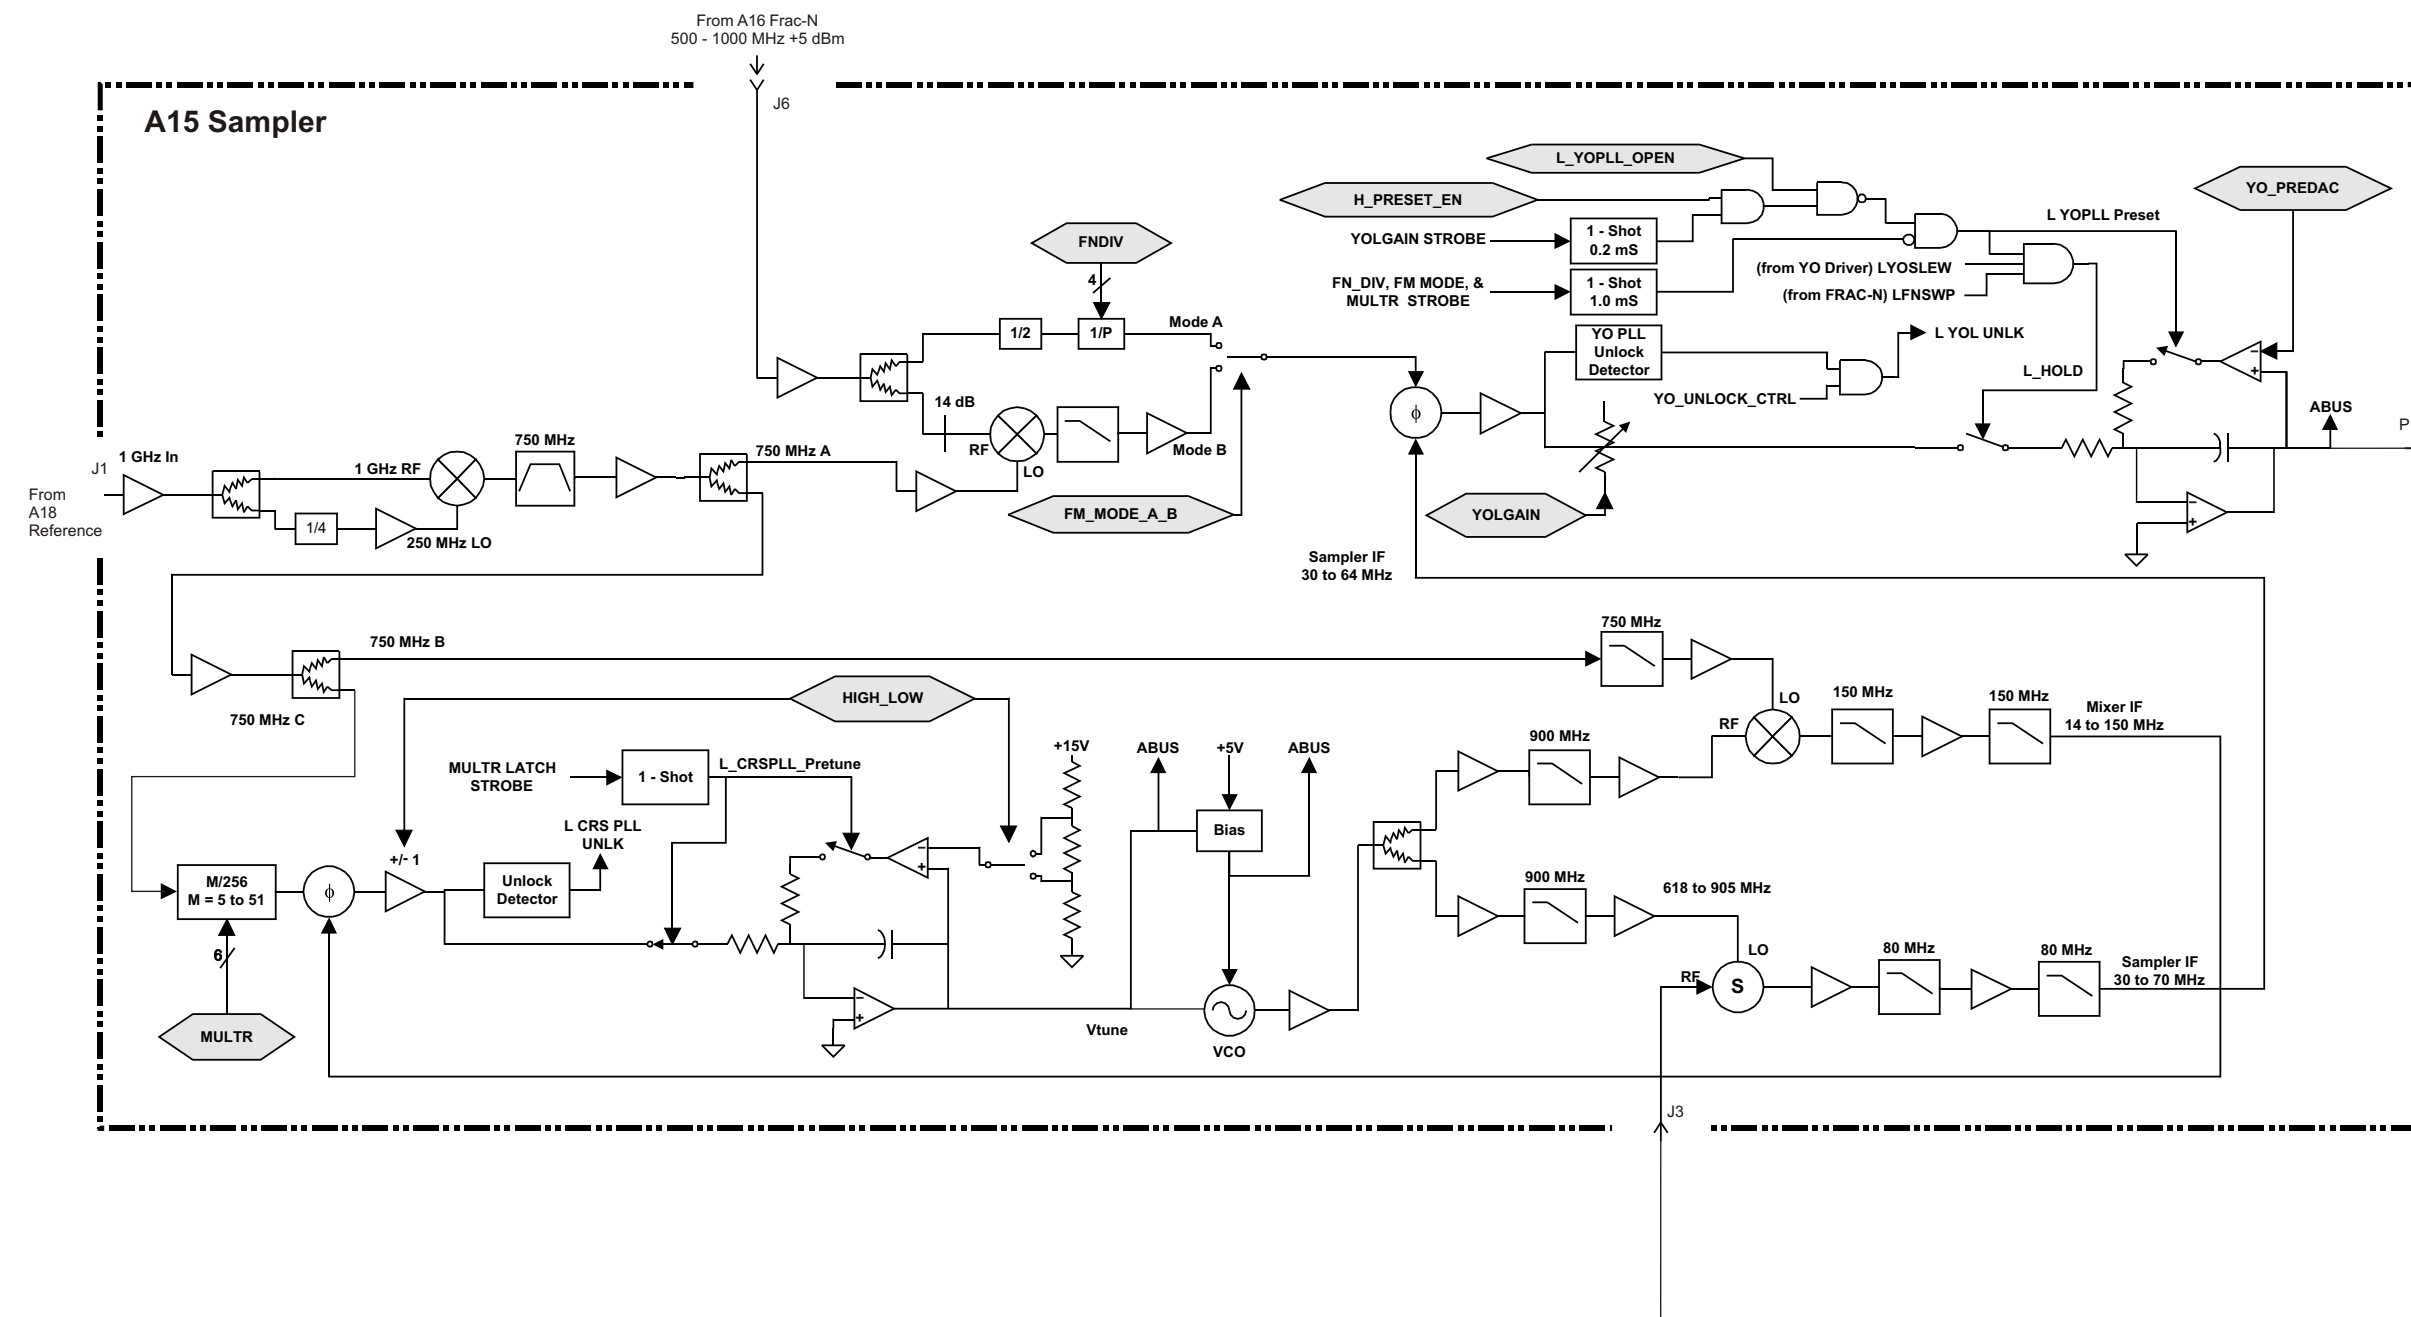 From A16 Frac-N
500 - 1000 MHz +5 dBm
J6
A15 Sampler
L_YOPLL_OPEN
H_PRESET_EN
YO_PREDAC
YOLGAIN STROBE
1 - Shot
0.2 mS
L YOPLL Preset
FNDIV
4
FN_DIV, FM MODE, &
MULTR STROBE
1 - Shot
1.0 mS
(from YO Driver) LYOSLEW
(from FRAC-N) LFNSWP
1/2
1/P
Mode A
YO PLL
Unlock
Detector
L YOL UNLK
YO_UNLOCK_CTRL
L_HOLD
−
+
ABUS
P
14 dB
RF
LO
Mode B
ϕ
J1
1 GHz In
From
A18
Reference
1 GHz RF
1/4
250 MHz LO
750 MHz
750 MHz A
FM_MODE_A_B
YOLGAIN
−
+
Sampler IF
30 to 64 MHz
750 MHz B
750 MHz C
750 MHz
HIGH_LOW
LO
RF
150 MHz
150 MHz
Mixer IF
14 to 150 MHz
MULTR LATCH
STROBE
1 - Shot
L_CRSPLL_Pretune
+15V
ABUS
+5V
ABUS
900 MHz
L CRS PLL
UNLK
Bias
+/- 1
−
+
M/256
M = 5 to 51
ϕ
Unlock
Detector
900 MHz
618 to 905 MHz
6
LO
RF
S
80 MHz
80 MHz
Sampler IF
30 to 70 MHz
MULTR
−
+
Vtune
VCO
J3